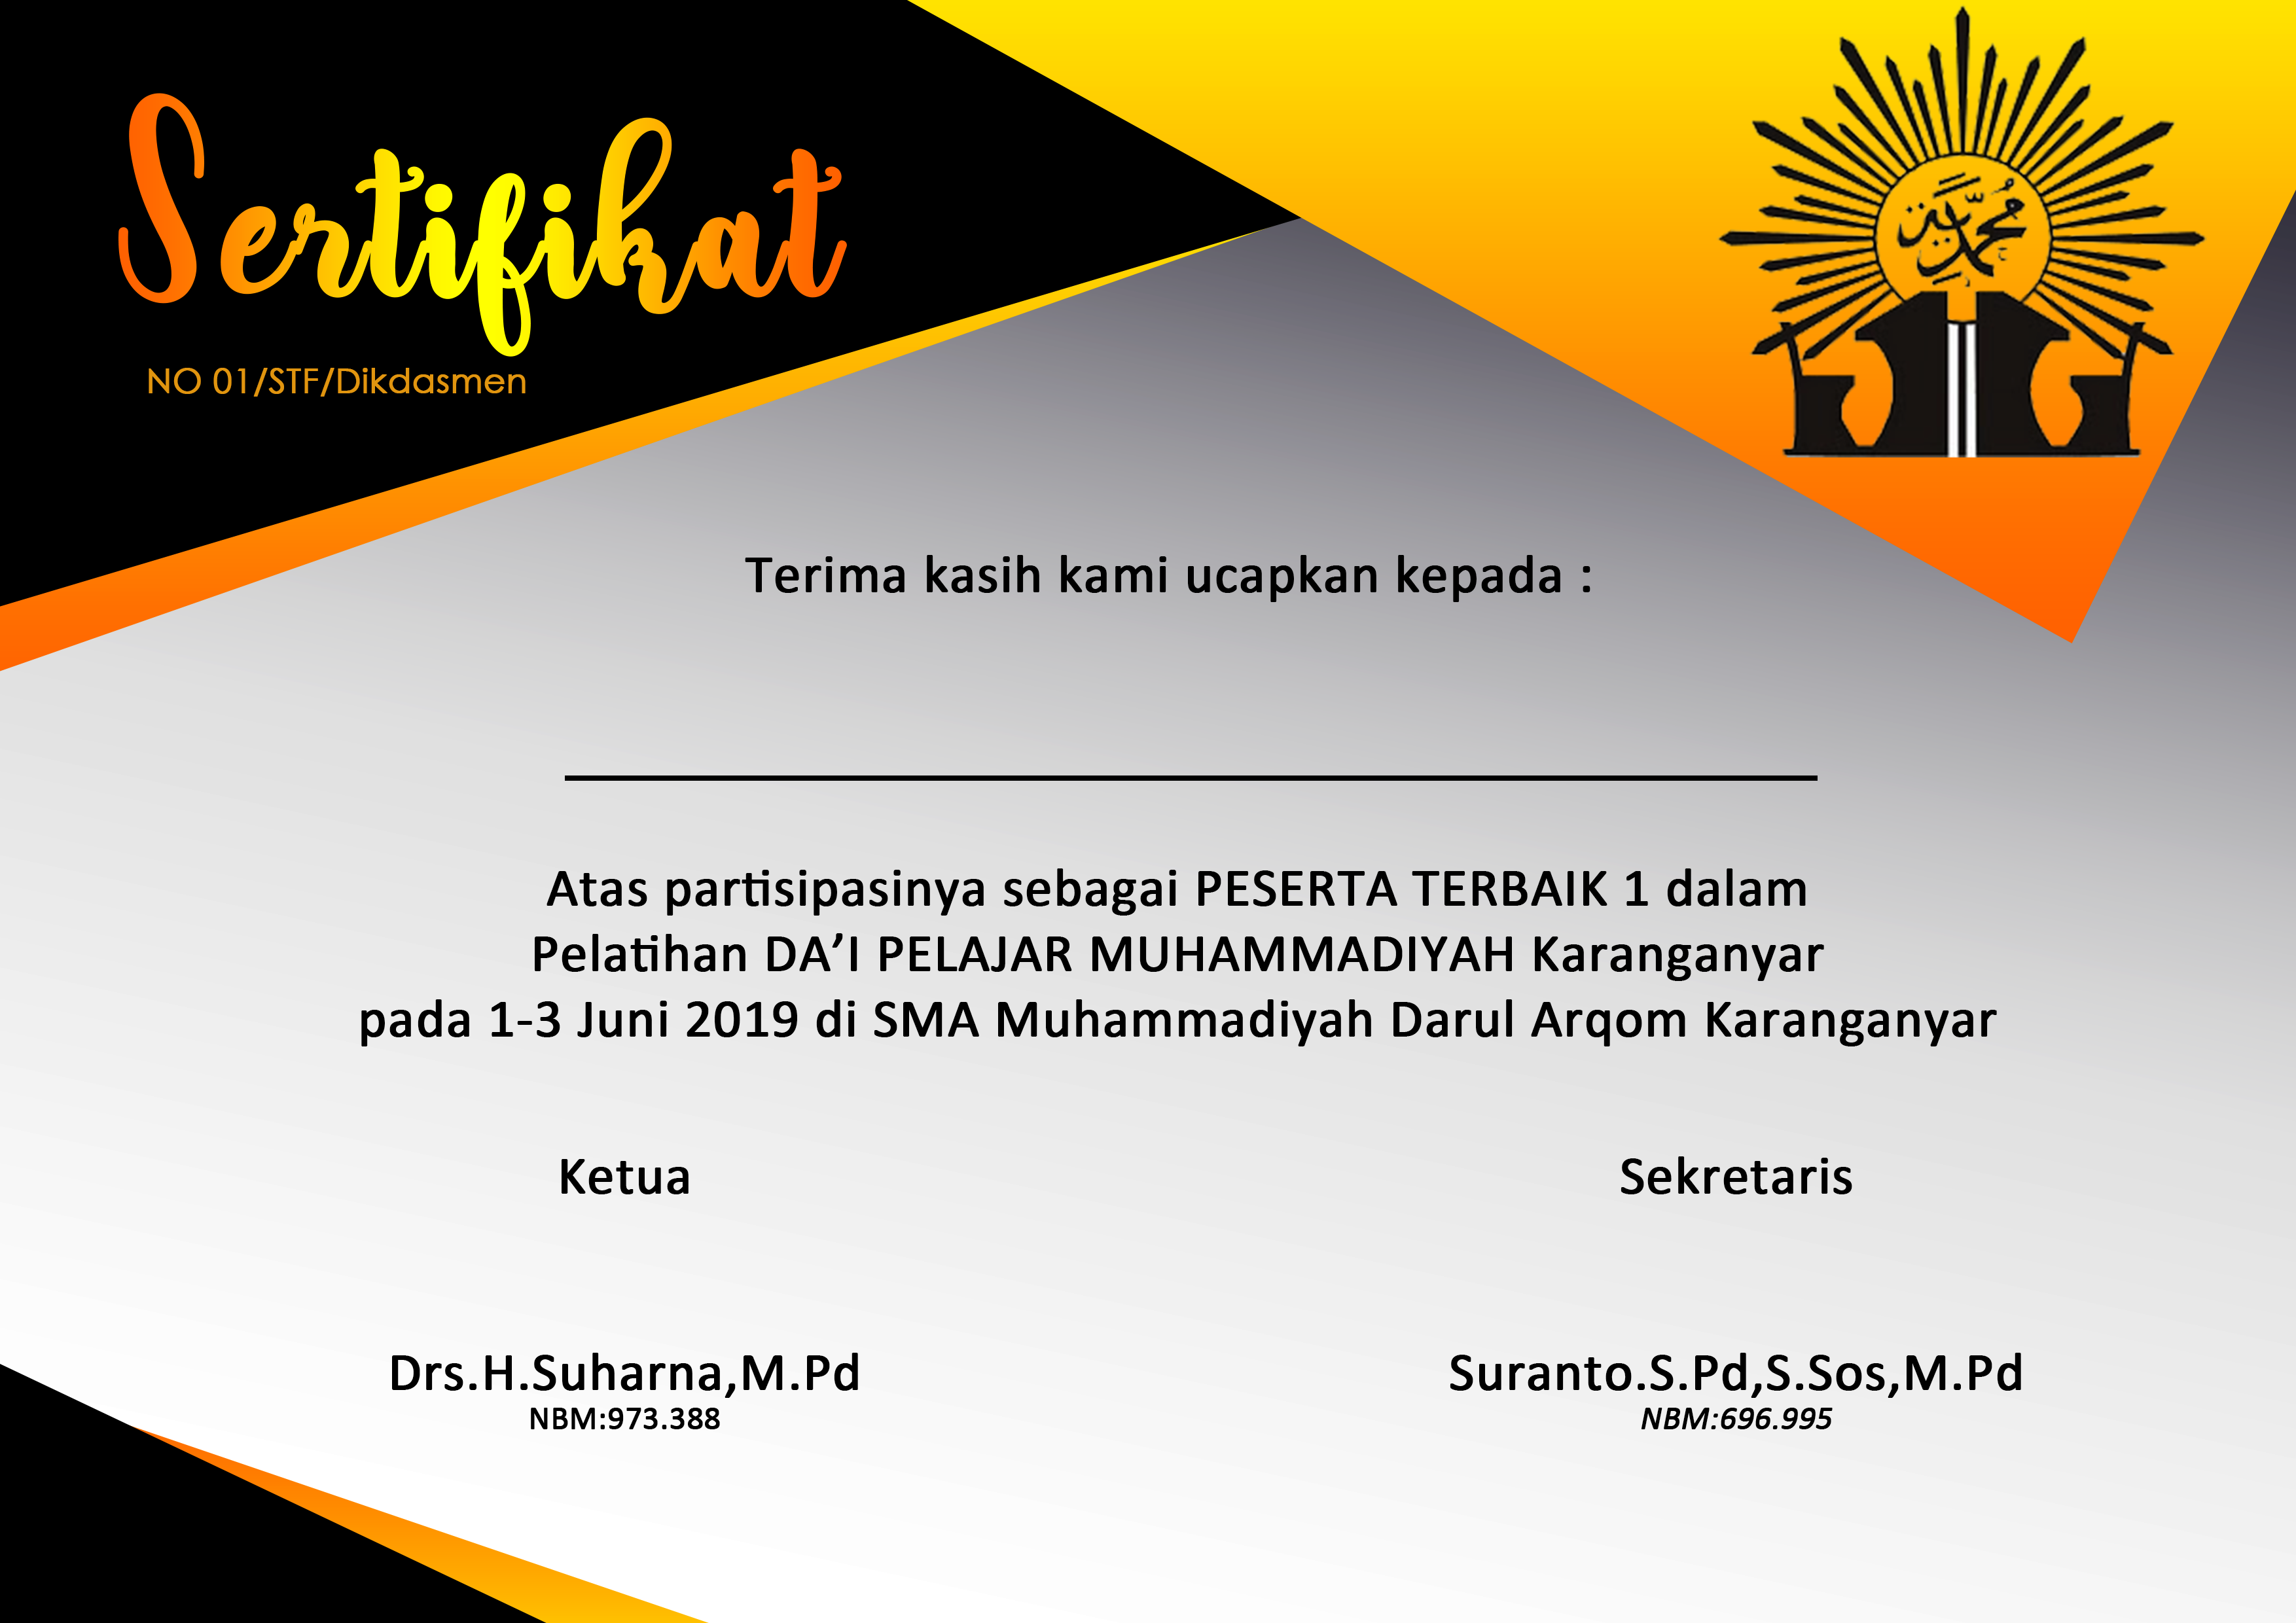 Sertifikat
NO 01/STF/Dikdasmen
محمدية
Terima kasih kami ucapkan kepada :
Atas partisipasinya sebagai PESERTA TERBAIK 1 dalam
Pelatihan DA’I PELAJAR MUHAMMADIYAH Karanganyar
pada 1-3 Juni 2019 di SMA Muhammadiyah Darul Arqom Karanganyar
Ketua
Sekretaris
Drs.H.Suharna,M.Pd
NBM:973.388
Suranto.S.Pd,S.Sos,M.Pd
NBM:696.995